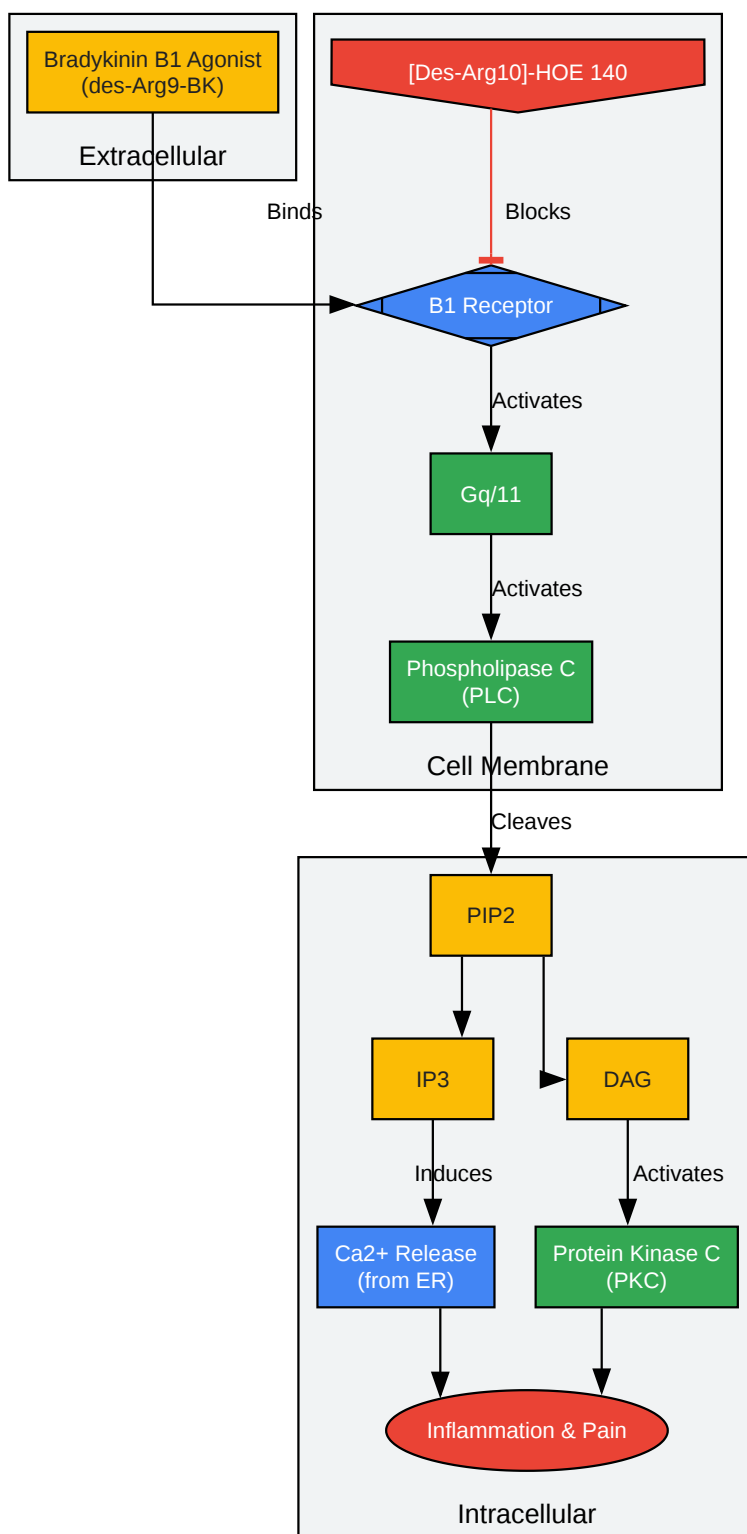 Bradykinin B1 Agonist
(des-Arg9-BK)
Extracellular
[Des-Arg10]-HOE 140
Binds
Blocks
B1 Receptor
Activates
Gq/11
Activates
Phospholipase C
(PLC)
Cell Membrane
Cleaves
PIP2
IP3
DAG
Induces
Activates
Ca2+ Release
(from ER)
Protein Kinase C
(PKC)
Inflammation & Pain
Intracellular